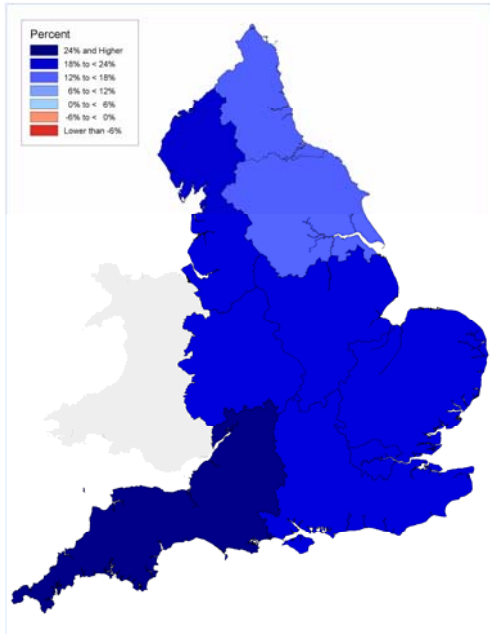 Percent
24% and Higher
18% to < 24%
12% to < 18%
6% to < 12%
0% to < 6%
-6% to < 0%
Lower than -6%